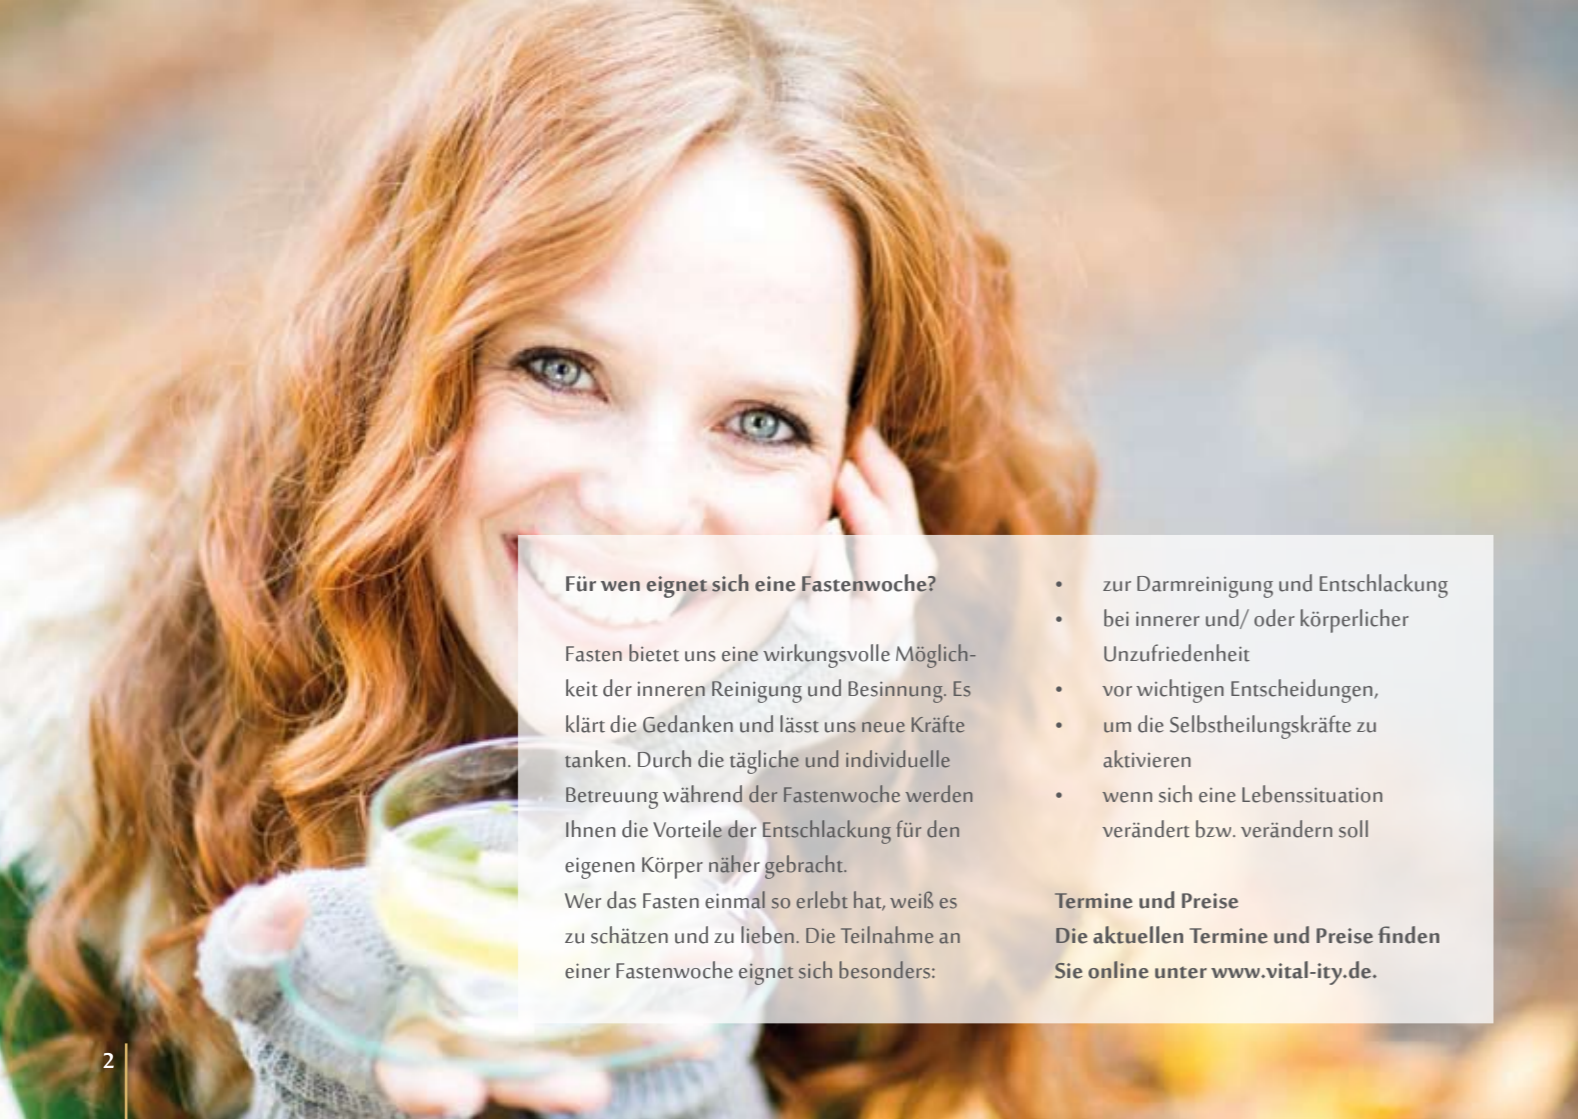 Für wen eignet sich eine Fastenwoche?
Fasten bietet uns eine wirkungsvolle Möglich-
keit der inneren Reinigung und Besinnung. Es
klärt die Gedanken und lässt uns neue Kräfte
tanken. Durch die tägliche und individuelle
Betreuung während der Fastenwoche werden
Ihnen die Vorteile der Entschlackung für den
eigenen Körper näher gebracht.
Wer das Fasten einmal so erlebt hat, weiß es
zu schätzen und zu lieben. Die Teilnahme an
einer Fastenwoche eignet sich besonders:
• zur Darmreinigung und Entschlackung
• bei innerer und/ oder körperlicher
Unzufriedenheit
• vor wichtigen Entscheidungen,
• um die Selbstheilungskräfte zu
aktivieren
• wenn sich eine Lebenssituation
verändert bzw. verändern soll
Termine und Preise
Die aktuellen Termine und Preise finden
Sie online unter www.vital-ity.de.
2